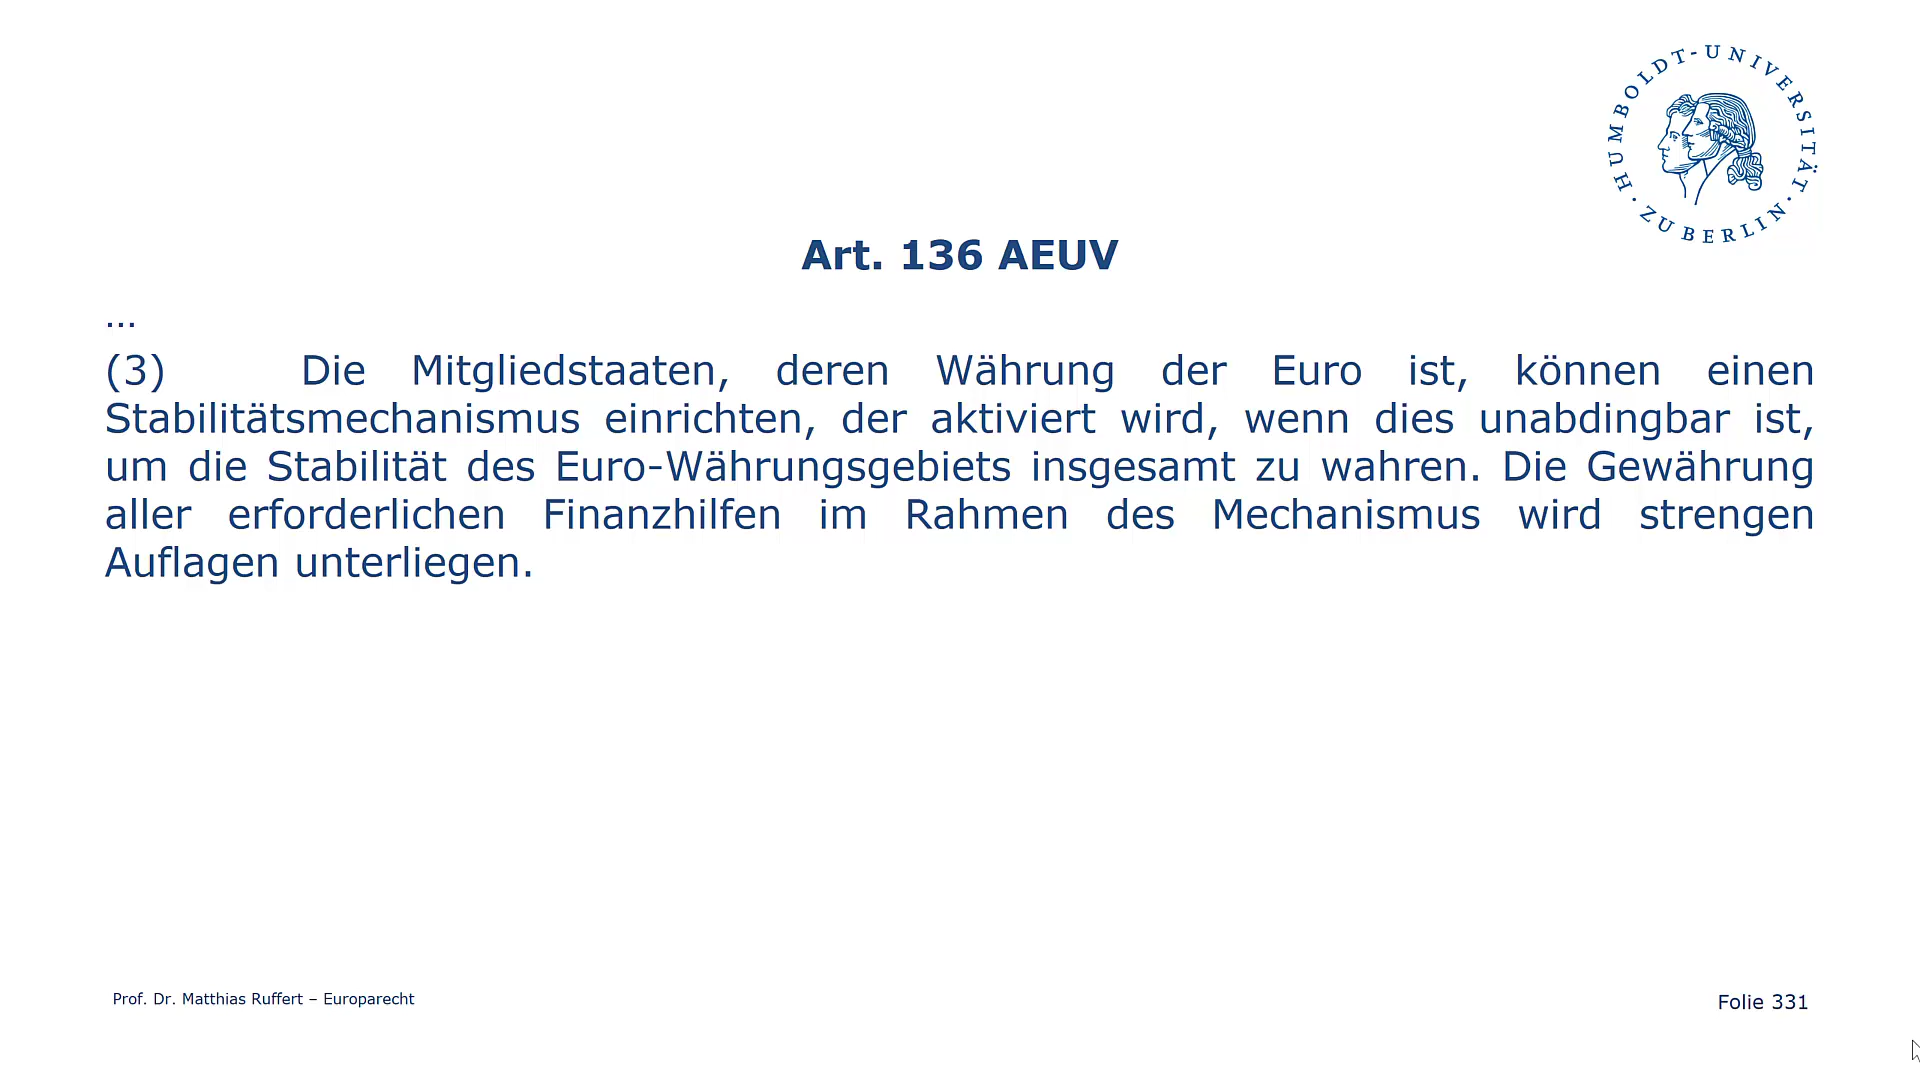 HUMBOLDT-UNIVERSITÄT · ZU BERLIN ·
Art. 136 AEUV
...
(3) Die Mitgliedstaaten, deren Währung der Euro ist, können einen
Stabilitätsmechanismus einrichten, der aktiviert wird, wenn dies unabdingbar ist,
um die Stabilität des Euro-Währungsgebiets insgesamt zu wahren. Die Gewährung
aller erforderlichen Finanzhilfen im Rahmen des Mechanismus wird strengen
Auflagen unterliegen.
Prof. Dr. Matthias Ruffert – Europarecht
Folie 331